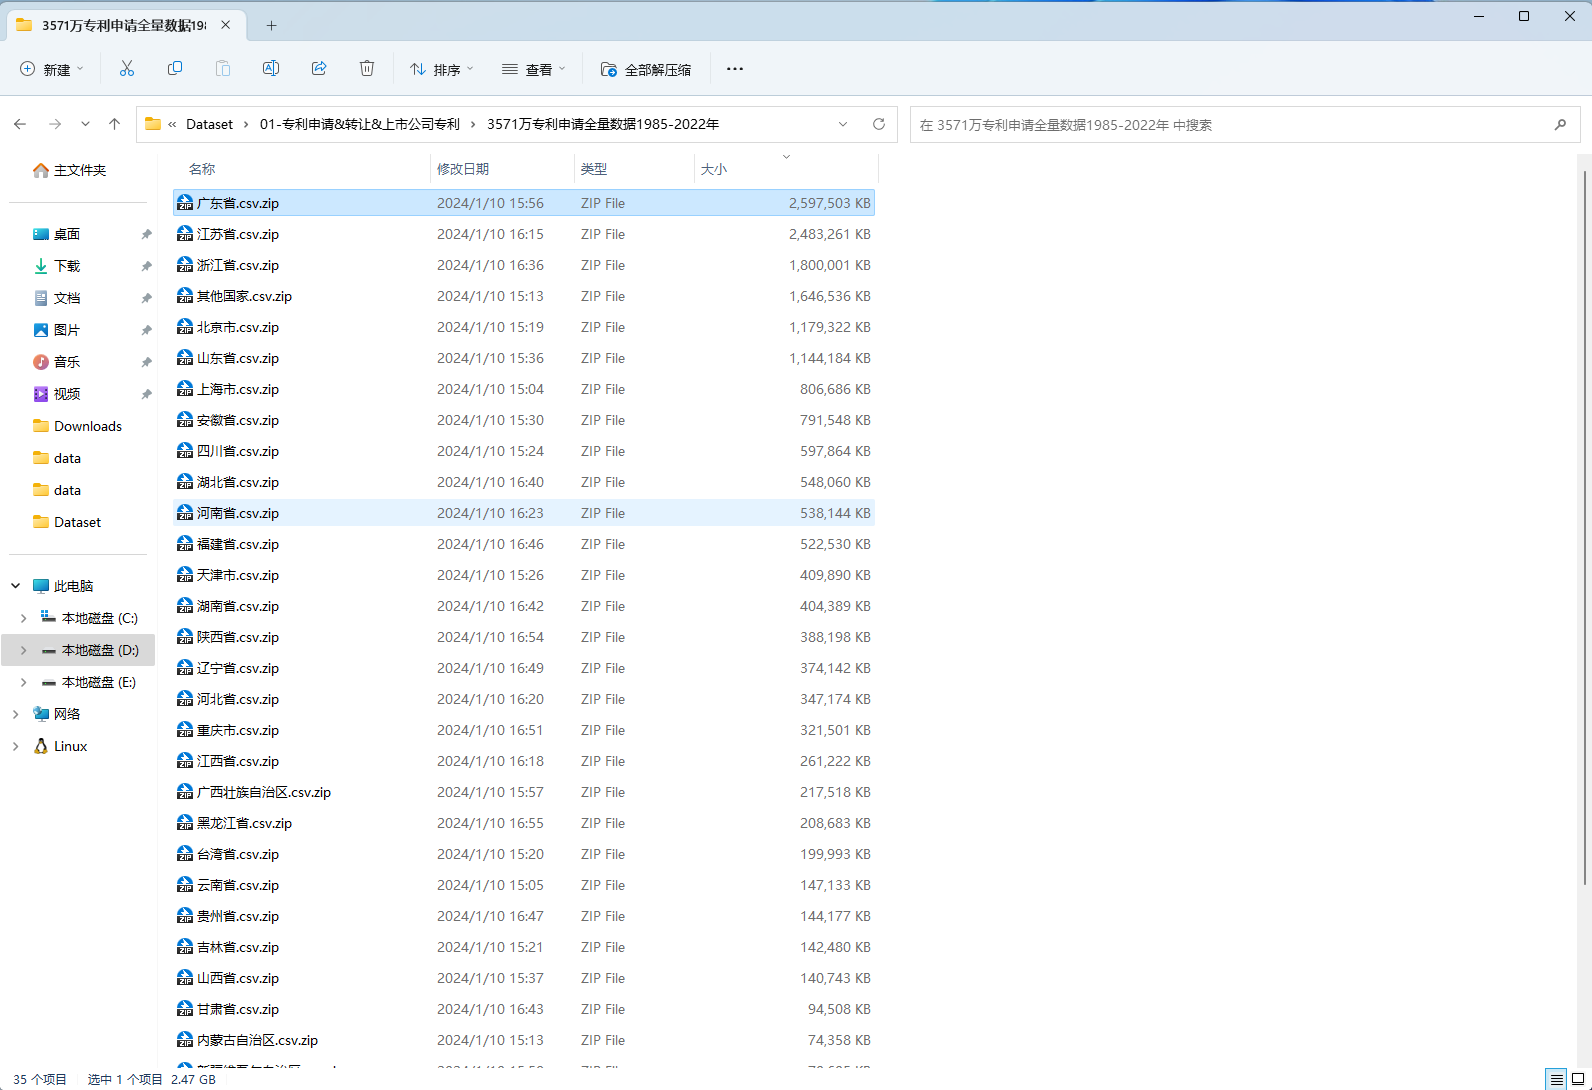 3571万专利申请全量数据198
新建
排序
查看
全部解压缩
« Dataset › 01-专利申请&转让&上市公司专利 › 3571万专利申请全量数据1985-2022年
在 3571万专利申请全量数据1985-2022年 中搜索
主文件夹
桌面
下载
文档
图片
音乐
视频
Downloads
data
data
Dataset
此电脑
本地磁盘 (C:)
本地磁盘 (D:)
本地磁盘 (E:)
网络
Linux
名称 修改日期 类型 大小
广东省.csv.zip 2024/1/10 15:56 ZIP File 2,597,503 KB
江苏省.csv.zip 2024/1/10 16:15 ZIP File 2,483,261 KB
浙江省.csv.zip 2024/1/10 16:36 ZIP File 1,800,001 KB
其他国家.csv.zip 2024/1/10 15:13 ZIP File 1,646,536 KB
北京市.csv.zip 2024/1/10 15:19 ZIP File 1,179,322 KB
山东省.csv.zip 2024/1/10 15:36 ZIP File 1,144,184 KB
上海市.csv.zip 2024/1/10 15:04 ZIP File 806,686 KB
安徽省.csv.zip 2024/1/10 15:30 ZIP File 791,548 KB
四川省.csv.zip 2024/1/10 15:24 ZIP File 597,864 KB
湖北省.csv.zip 2024/1/10 16:40 ZIP File 548,060 KB
河南省.csv.zip 2024/1/10 16:23 ZIP File 538,144 KB
福建省.csv.zip 2024/1/10 16:46 ZIP File 522,530 KB
天津市.csv.zip 2024/1/10 15:26 ZIP File 409,890 KB
湖南省.csv.zip 2024/1/10 16:42 ZIP File 404,389 KB
陕西省.csv.zip 2024/1/10 16:54 ZIP File 388,198 KB
辽宁省.csv.zip 2024/1/10 16:49 ZIP File 374,142 KB
河北省.csv.zip 2024/1/10 16:20 ZIP File 347,174 KB
重庆市.csv.zip 2024/1/10 16:51 ZIP File 321,501 KB
江西省.csv.zip 2024/1/10 16:18 ZIP File 261,222 KB
广西壮族自治区.csv.zip 2024/1/10 15:57 ZIP File 217,518 KB
黑龙江省.csv.zip 2024/1/10 16:55 ZIP File 208,683 KB
台湾省.csv.zip 2024/1/10 15:20 ZIP File 199,993 KB
云南省.csv.zip 2024/1/10 15:05 ZIP File 147,133 KB
贵州省.csv.zip 2024/1/10 16:47 ZIP File 144,177 KB
吉林省.csv.zip 2024/1/10 15:21 ZIP File 142,480 KB
山西省.csv.zip 2024/1/10 15:37 ZIP File 140,743 KB
甘肃省.csv.zip 2024/1/10 16:43 ZIP File 94,508 KB
内蒙古自治区.csv.zip 2024/1/10 15:13 ZIP File 74,358 KB
35 个项目 选中 1 个项目 2.47 GB